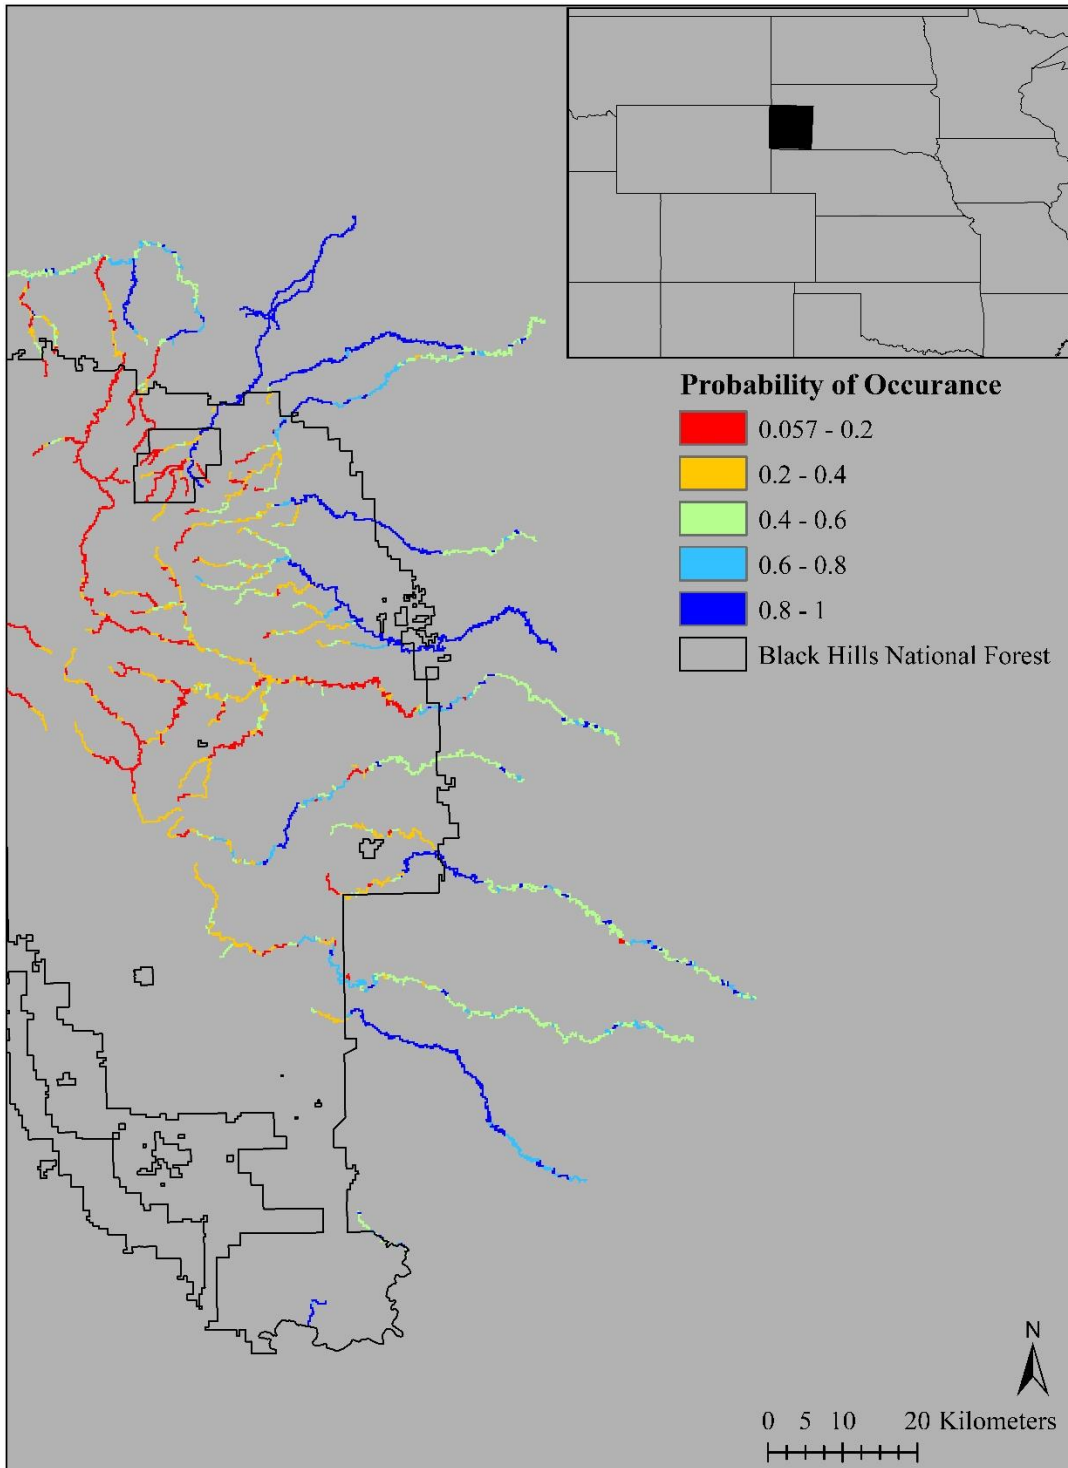 Probability of Occurance
0.057 - 0.2
0.2 - 0.4
0.4 - 0.6
0.6 - 0.8
0.8 - 1
Black Hills National Forest
N
0 5 10 20 Kilometers